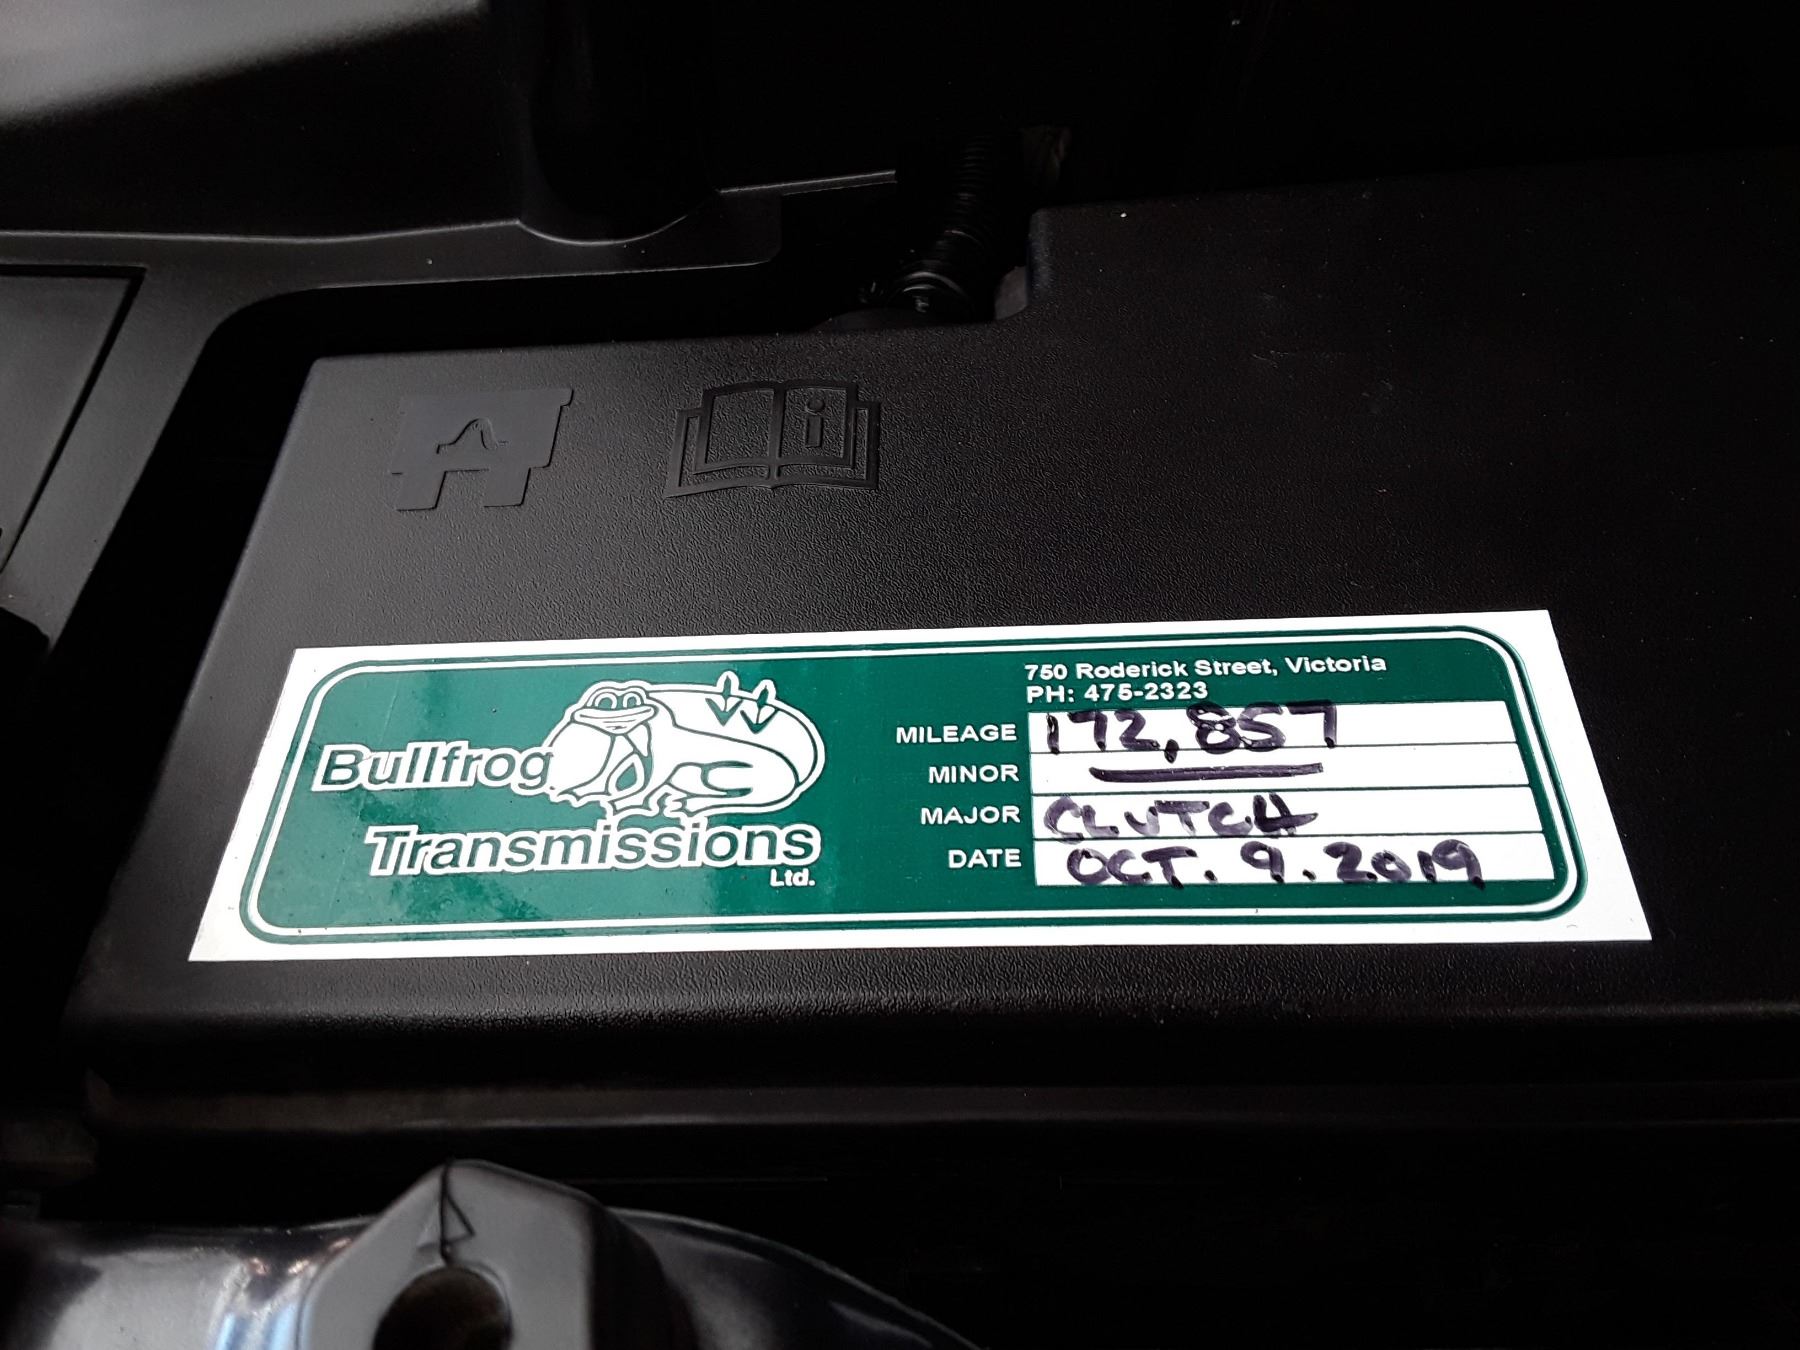 i
750 Roderick Street, Victoria
PH: 475-2323
Bullfrog
Transmissions
Ltd.
MILEAGE 172,857
MINOR
MAJOR CLUTCH
DATE OCT. 9. 2019